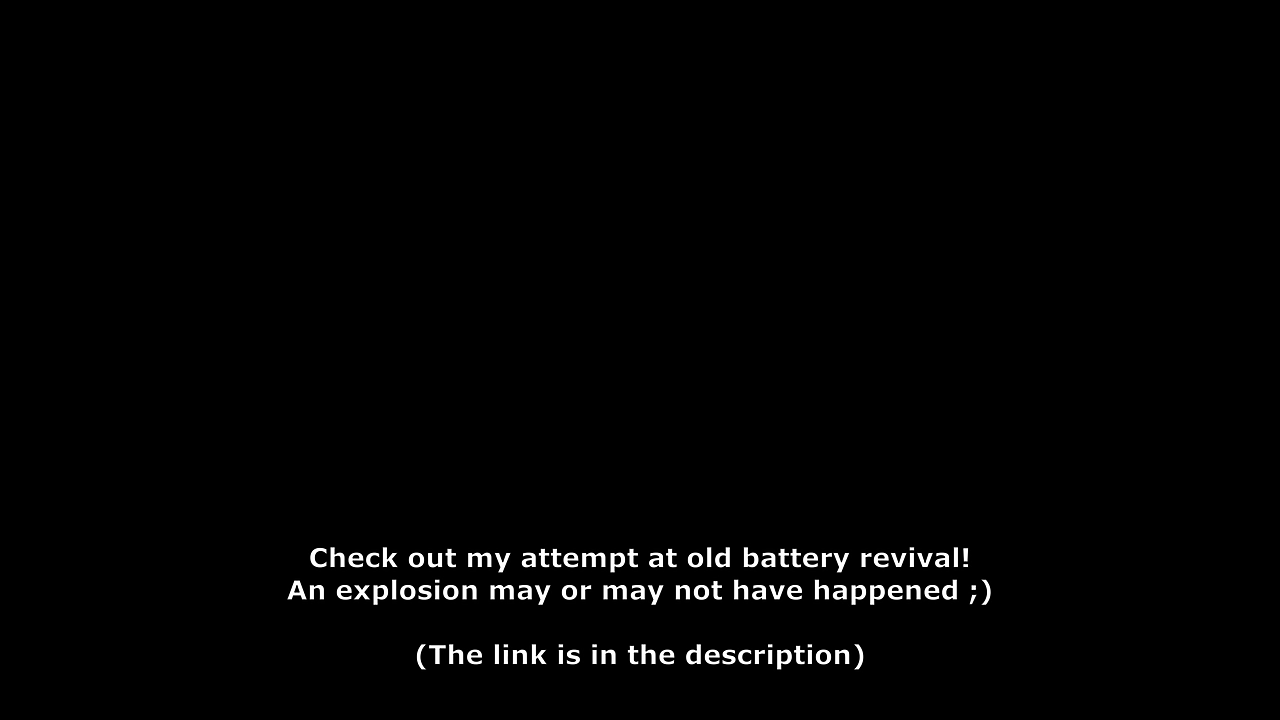 Check out my attempt at old battery revival!
An explosion may or may not have happened ;)
(The link is in the description)